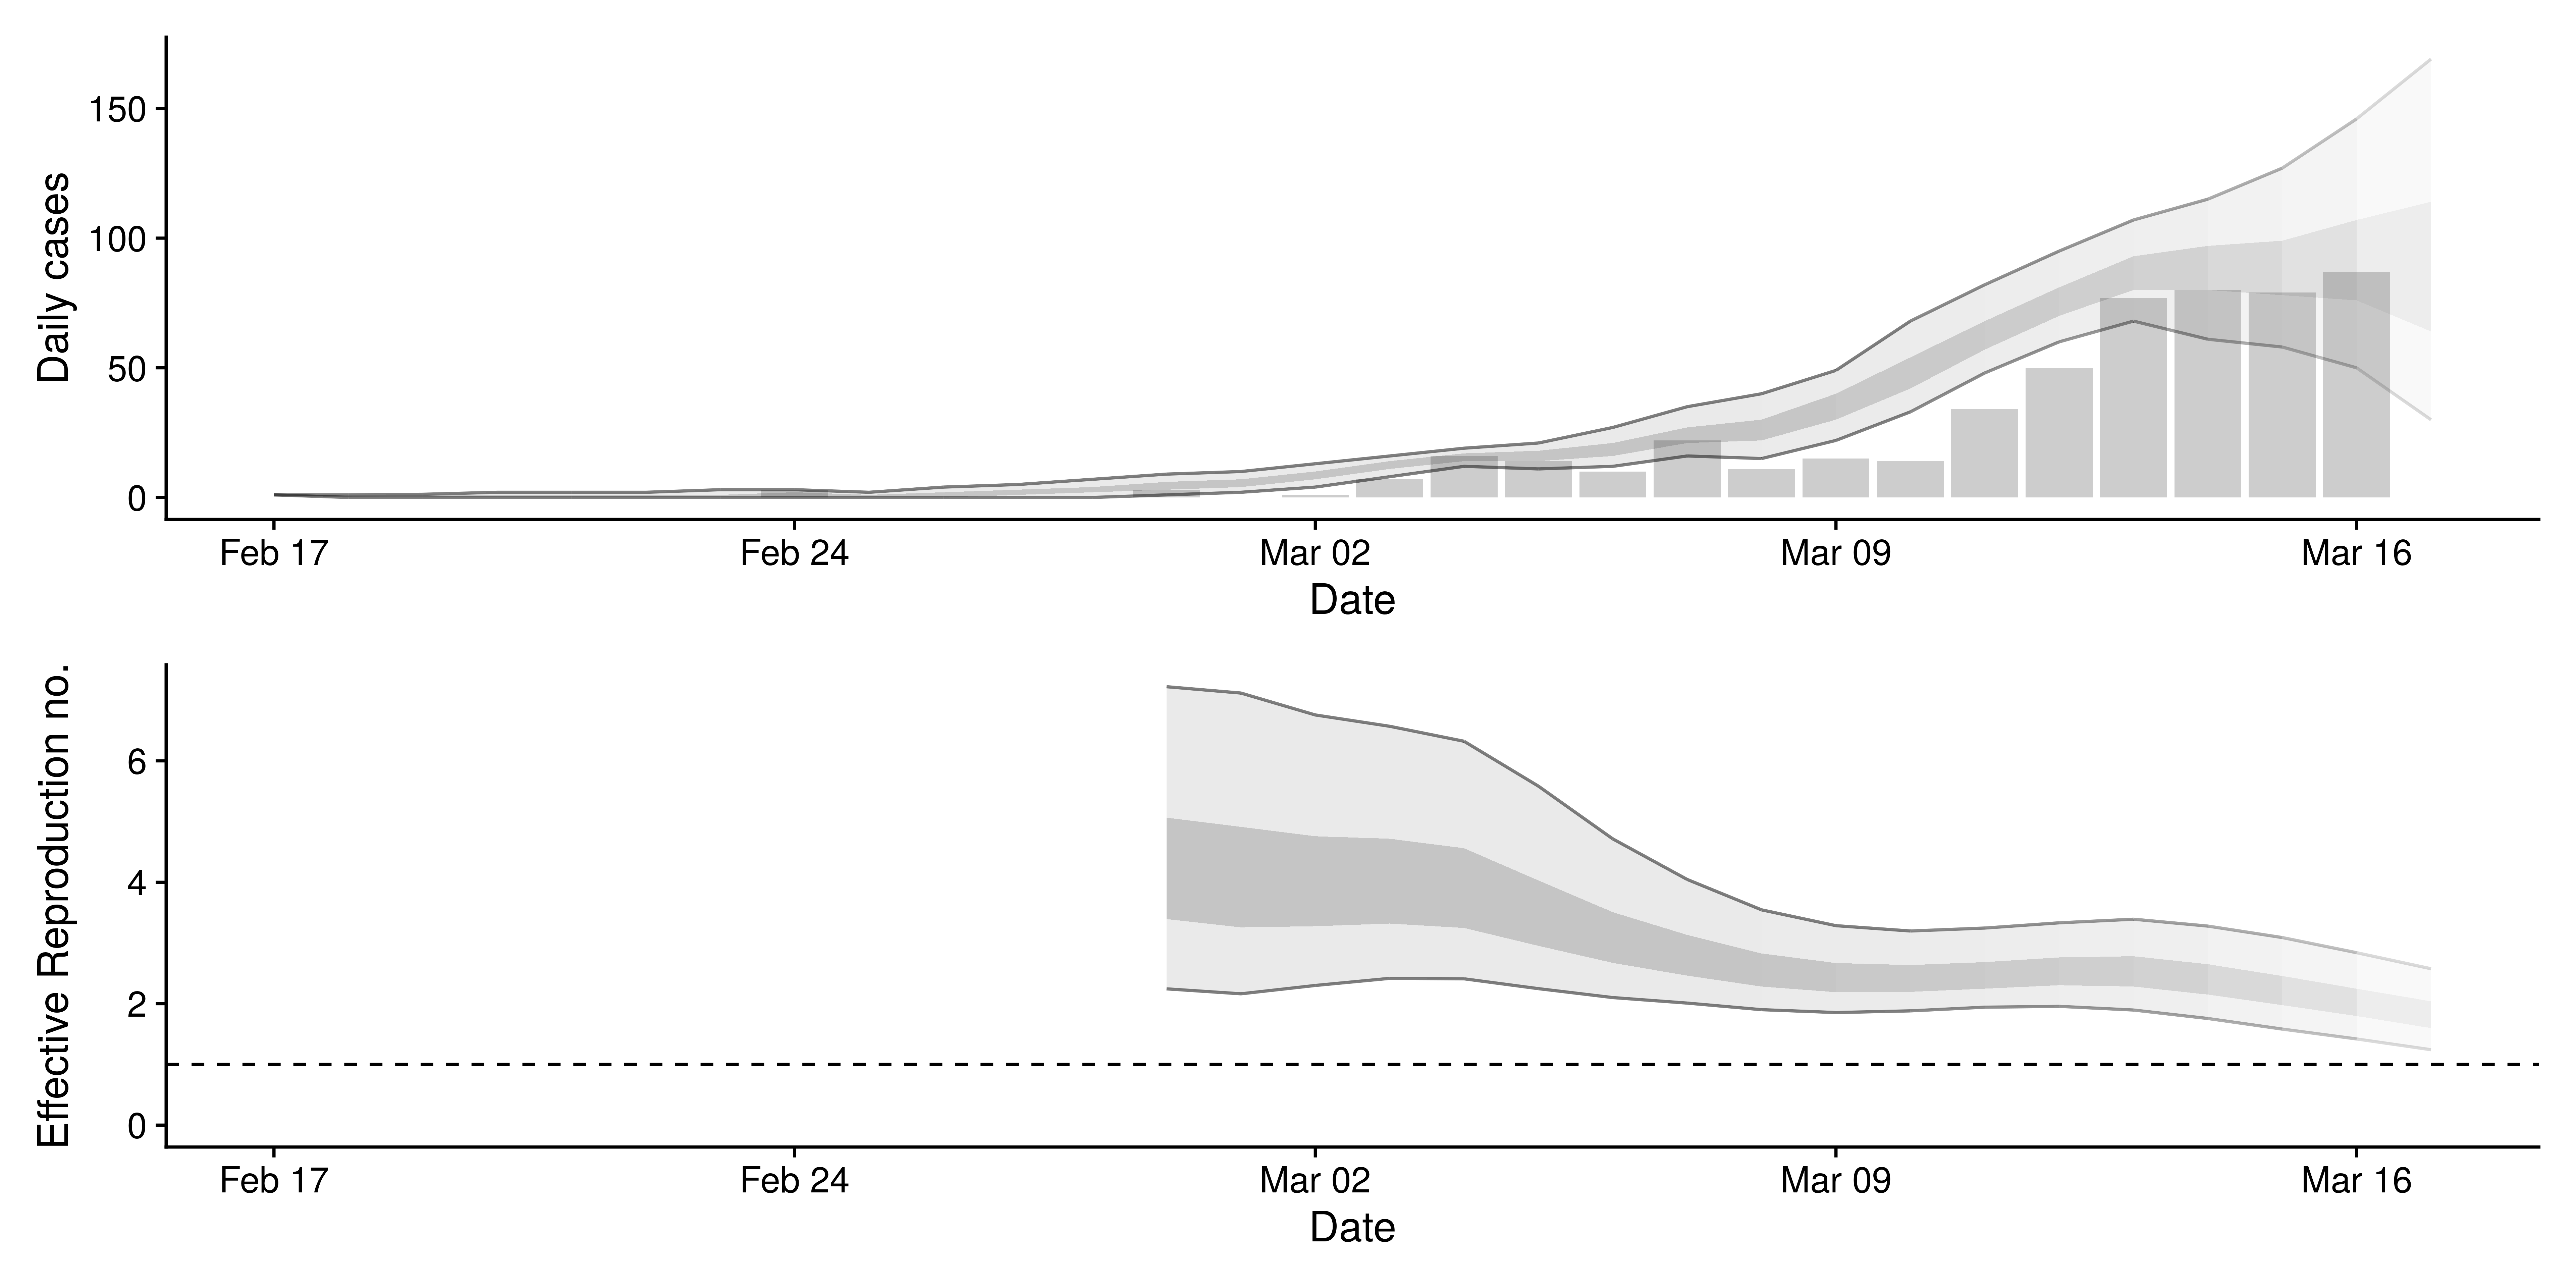 Daily cases
150
100
50
0
Feb 17 Feb 24 Mar 02 Mar 09 Mar 16
Date
Effective Reproduction no.
6
4
2
0
Feb 17 Feb 24 Mar 02 Mar 09 Mar 16
Date